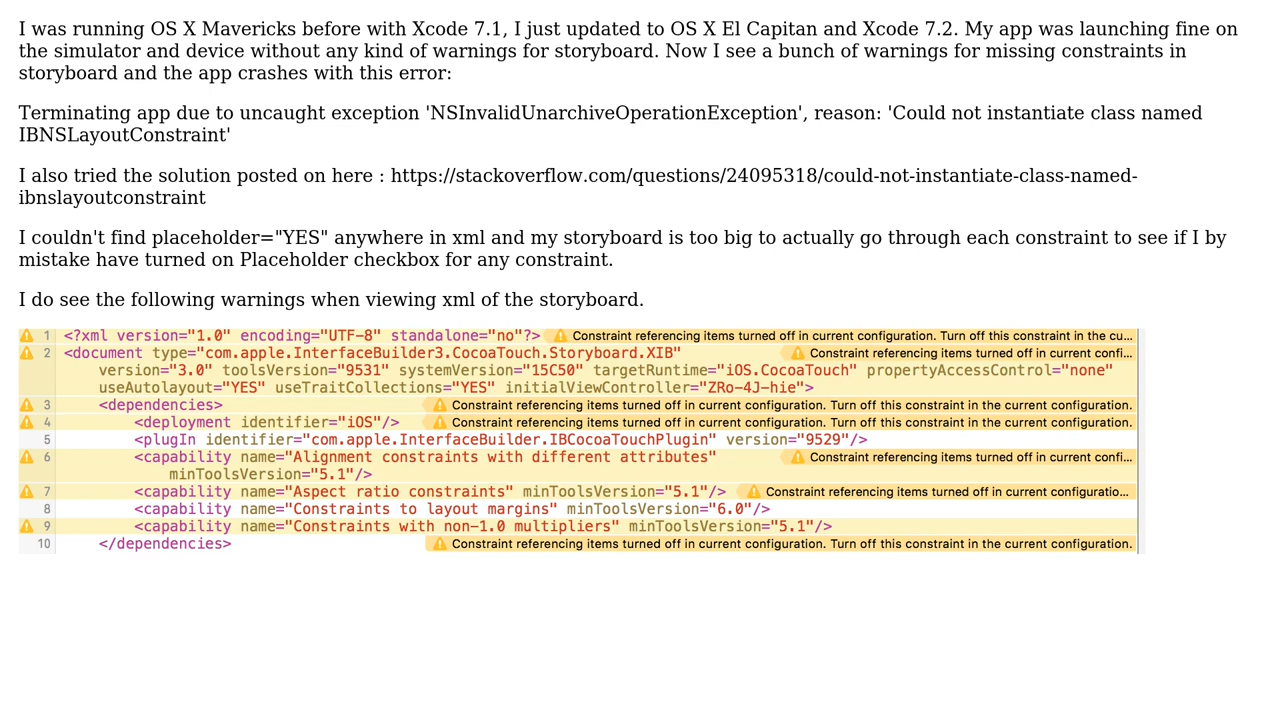 I was running OS X Mavericks before with Xcode 7.1, I just updated to OS X El Capitan and Xcode 7.2. My app was launching fine on
the simulator and device without any kind of warnings for storyboard. Now I see a bunch of warnings for missing constraints in
storyboard and the app crashes with this error:
Terminating app due to uncaught exception 'NSInvalidUnarchiveOperationException', reason: 'Could not instantiate class named
IBNSLayoutConstraint'
I also tried the solution posted on here : https://stackoverflow.com/questions/24095318/could-not-instantiate-class-named-
ibnslayoutconstraint
I couldn't find placeholder="YES" anywhere in xml and my storyboard is too big to actually go through each constraint to see if I by
mistake have turned on Placeholder checkbox for any constraint.
I do see the following warnings when viewing xml of the storyboard.
1 <?xml version="1.0" encoding="UTF-8" standalone="no"?> Constraint referencing items turned off in current configuration. Turn off this constraint in the cu...
2 <document type="com.apple.InterfaceBuilder3.CocoaTouch.Storyboard.XIB" Constraint referencing items turned off in current confi...
version="3.0" toolsVersion="9531" systemVersion="15C50" targetRuntime="iOS.CocoaTouch" propertyAccessControl="none"
useAutolayout="YES" useTraitCollections="YES" initialViewController="ZRo-4J-hie">
3 <dependencies> Constraint referencing items turned off in current configuration. Turn off this constraint in the current configuration.
4 <deployment identifier="iOS"/> Constraint referencing items turned off in current configuration. Turn off this constraint in the current configuration.
5 <plugIn identifier="com.apple.InterfaceBuilder.IBCocoaTouchPlugin" version="9529"/>
6 <capability name="Alignment constraints with different attributes" Constraint referencing items turned off in current confi...
minToolsVersion="5.1"/>
7 <capability name="Aspect ratio constraints" minToolsVersion="5.1"/> Constraint referencing items turned off in current configuratio...
8 <capability name="Constraints to layout margins" minToolsVersion="6.0"/>
9 <capability name="Constraints with non-1.0 multipliers" minToolsVersion="5.1"/>
10 </dependencies> Constraint referencing items turned off in current configuration. Turn off this constraint in the current configuration.